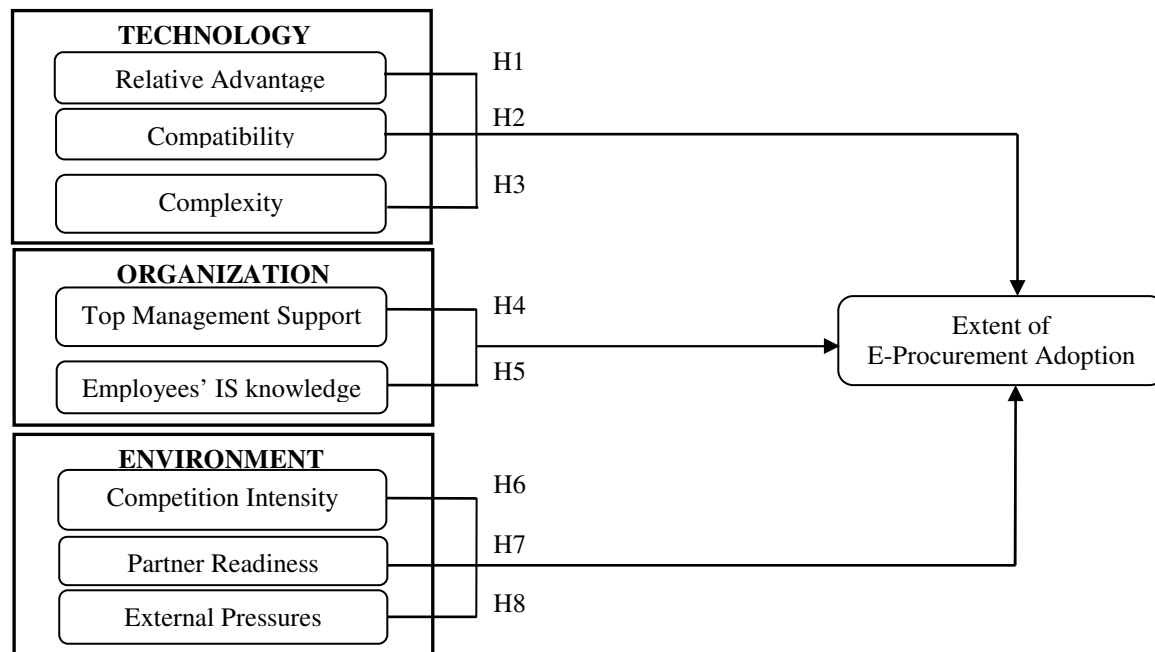 TECHNOLOGY
Relative Advantage
H1
Compatibility
H2
Complexity
H3
ORGANIZATION
Top Management Support
H4
Employees’ IS knowledge
H5
ENVIRONMENT
Competition Intensity
H6
Partner Readiness
H7
External Pressures
H8
Extent of
E-Procurement Adoption